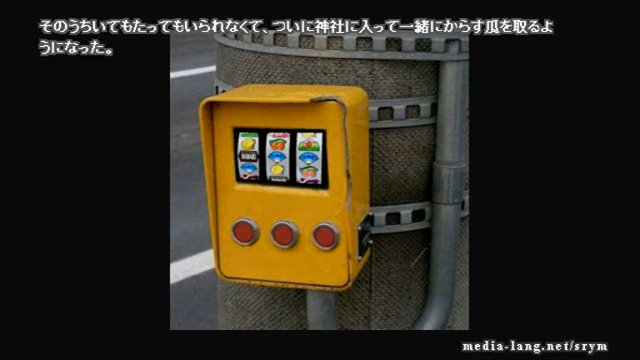 そのうちいてもたってもいられなくて、ついに神社に入って一緒にからす瓜を取るよ
うになった。
media-lang.net/srym